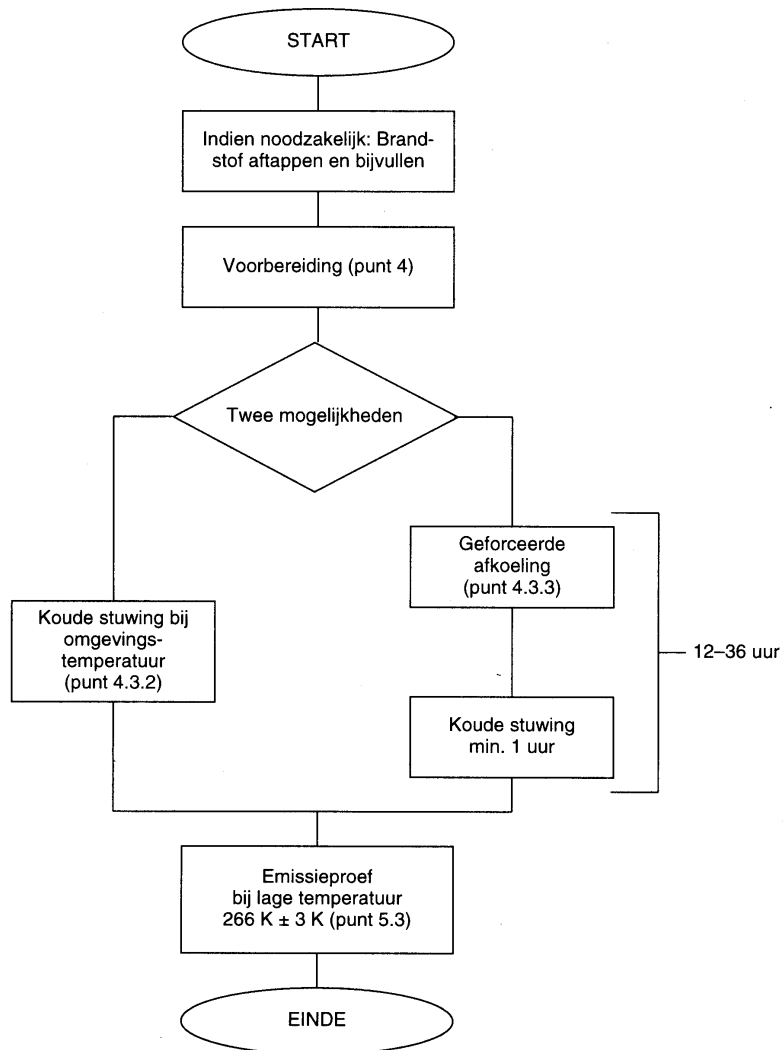 START
Indien noodzakelijk: Brand-
stof aftappen en bijvullen
Voorbereiding (punt 4)
Twee mogelijkheden
Koude stuwing bij
omgevings-
temperatuur
(punt 4.3.2)
Geforceerde
afkoeling
(punt 4.3.3)
Koude stuwing
min. 1 uur
12–36 uur
Emissieproef
bij lage temperatuur
266 K ± 3 K (punt 5.3)
EINDE